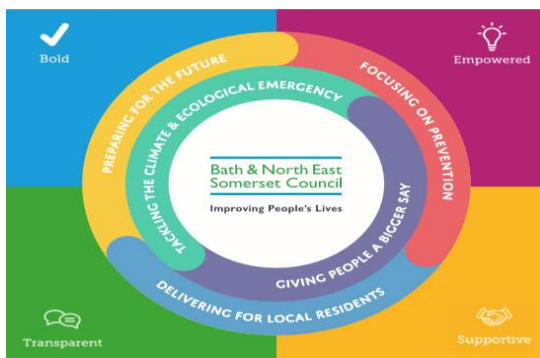 Bold
Empowered
PREPARING FOR THE FUTURE
FOCUSING ON PREVENTION
TACKLING THE CLIMATE & ECOLOGICAL EMERGENCY
Bath & North East
Somerset Council
Improving People's Lives
GIVING PEOPLE A BIGGER SAY
DELIVERING FOR LOCAL RESIDENTS
Transparent
Supportive